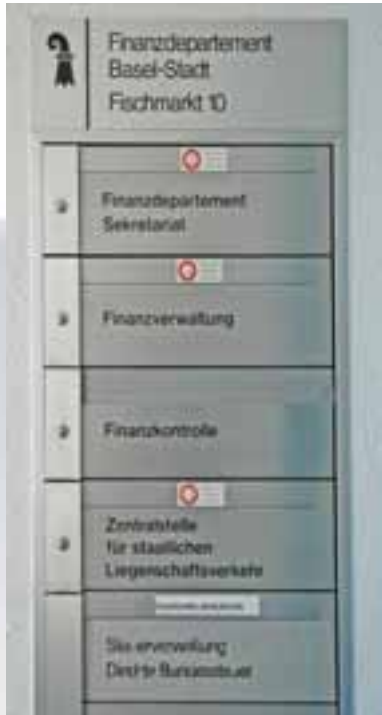 Finanzdepartement
Basel-Stadt
Fischmarkt 10
Finanzdepartement
Sekretariat
Finanzverwaltung
Finanzkontrolle
Zentralstelle
für staatlichen
Liegenschaftsverkehr
Steuerverwaltung
Direkte Bundessteuer